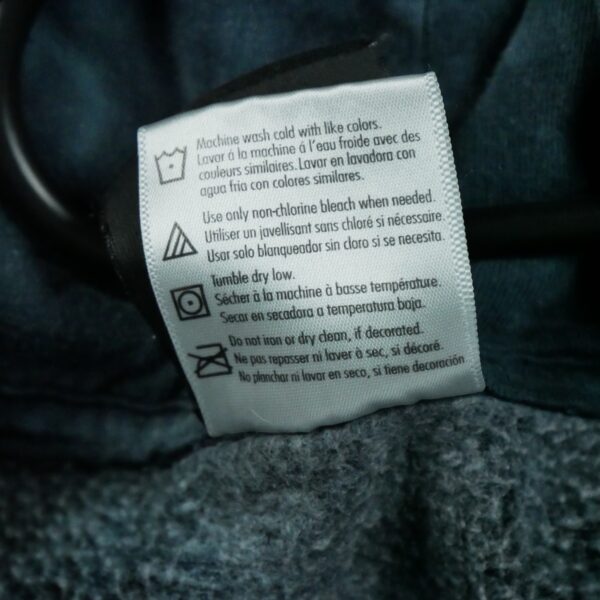 Machine wash cold with like colors.
Lavar á la machine á l'eau froide avec des
couleurs similaires. Lavar en lavadora con
agua fria con colores similares.
Use only non-chlorine bleach when needed.
Utiliser un javellisant sans chloré si nécessaire.
Usar solo blanqueador sin cloro si se necesita.
Tumble dry low.
Sécher à la machine à basse température.
Secar en secadora a temperatura baja.
Do not iron or dry clean, if decorated.
Ne pas repasser ni laver à sec, si décoré.
No planchar ni lavar en seco, si tiene decoración